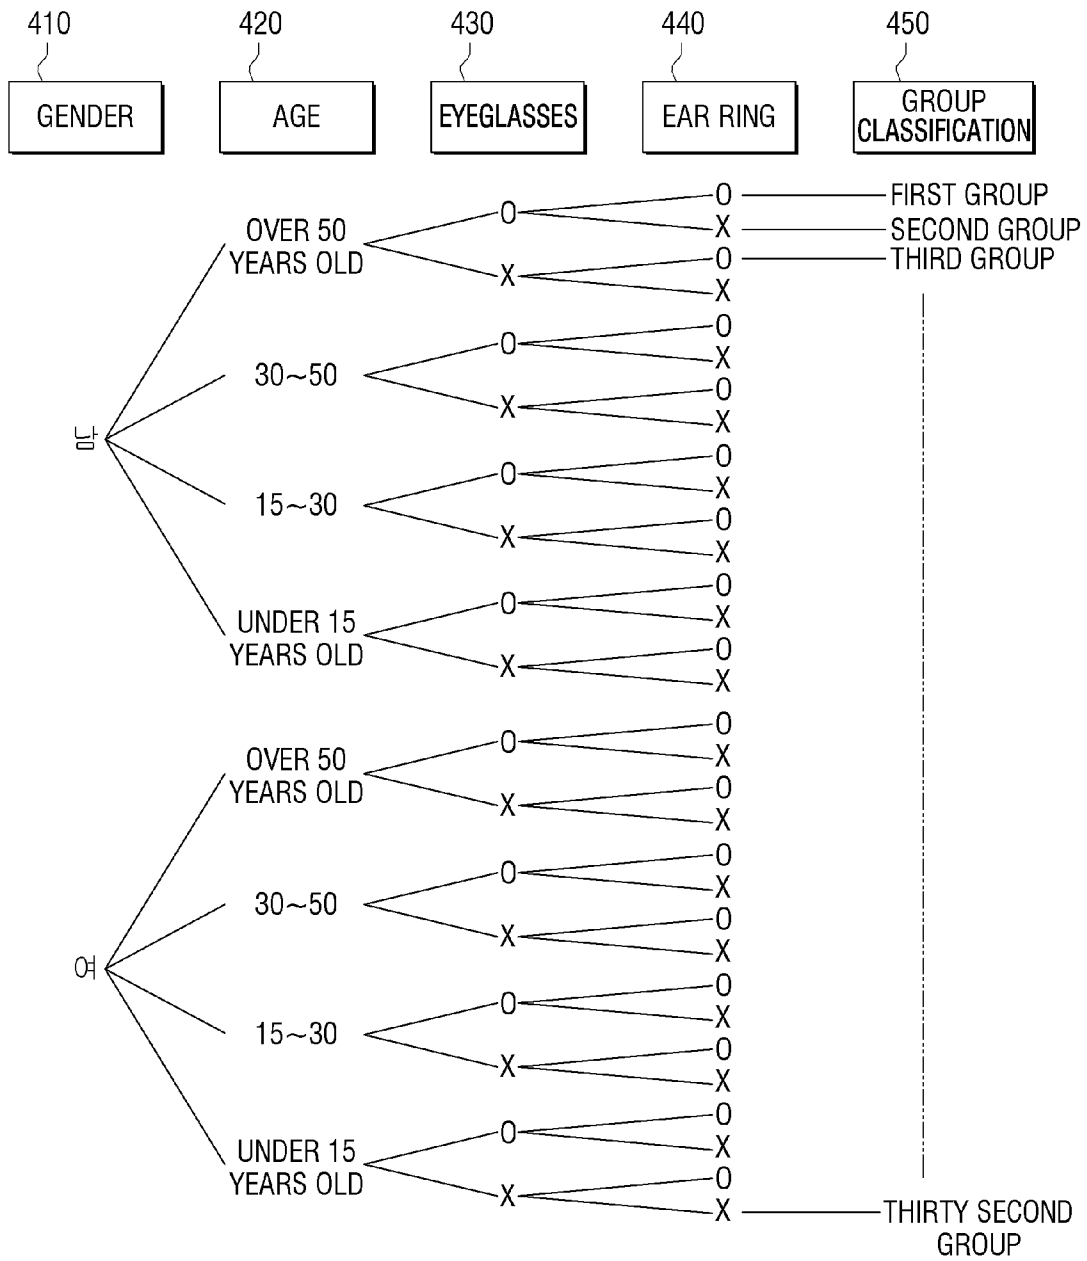 410 420 430 440 450
GENDER AGE EYEGLASSES EAR RING GROUP
CLASSIFICATION
O FIRST GROUP
OVER 50 O X SECOND GROUP
YEARS OLD X O THIRD GROUP
X
O
O X
30~50 O
X X
남
O
O X
15~30 O
X X
O
UNDER 15 O X
YEARS OLD X O
X
O
OVER 50 O X
YEARS OLD X O
X
O
O X
30~50 O
X X
여
O
O X
15~30 O
X X
O
UNDER 15 O X
YEARS OLD X O
X THIRTY SECOND
GROUP